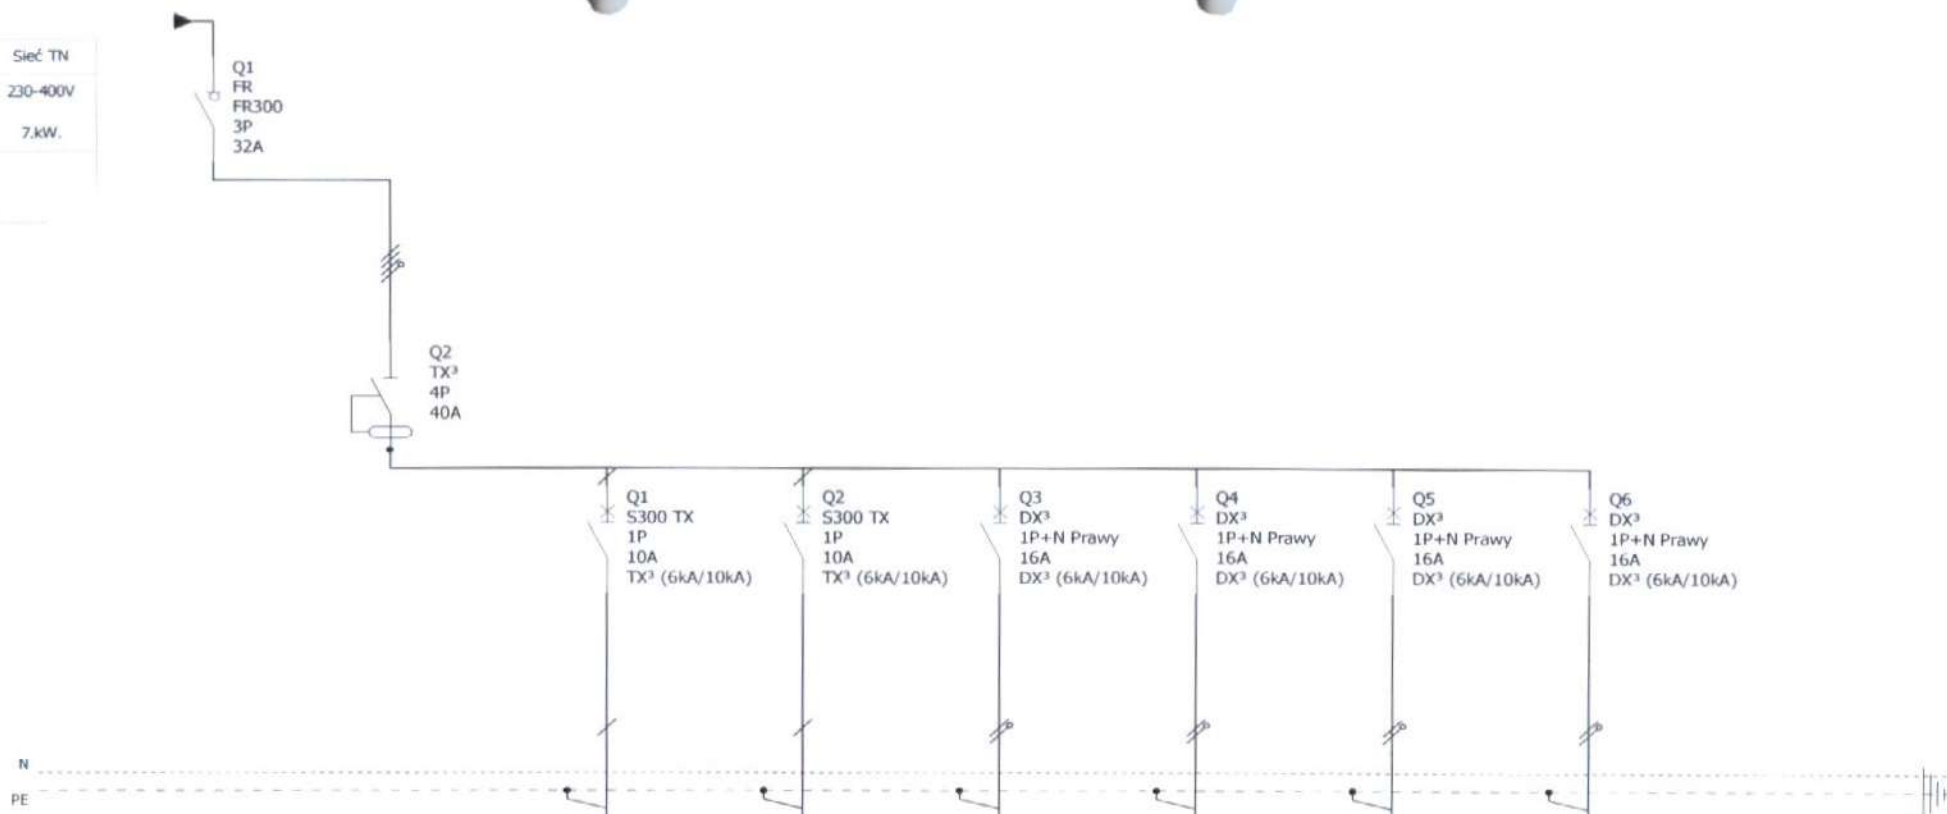 Sieć TN
230-400V
7.kW.
Q1
FR
FR300
3P
32A
Q2
TX³
4P
40A
Q1
S300 TX
1P
10A
TX³ (6kA/10kA)
Q2
S300 TX
1P
10A
TX³ (6kA/10kA)
Q3
DX³
1P+N Prawy
16A
DX³ (6kA/10kA)
Q4
DX³
1P+N Prawy
16A
DX³ (6kA/10kA)
Q5
DX³
1P+N Prawy
16A
DX³ (6kA/10kA)
Q6
DX³
1P+N Prawy
16A
DX³ (6kA/10kA)
N
PE